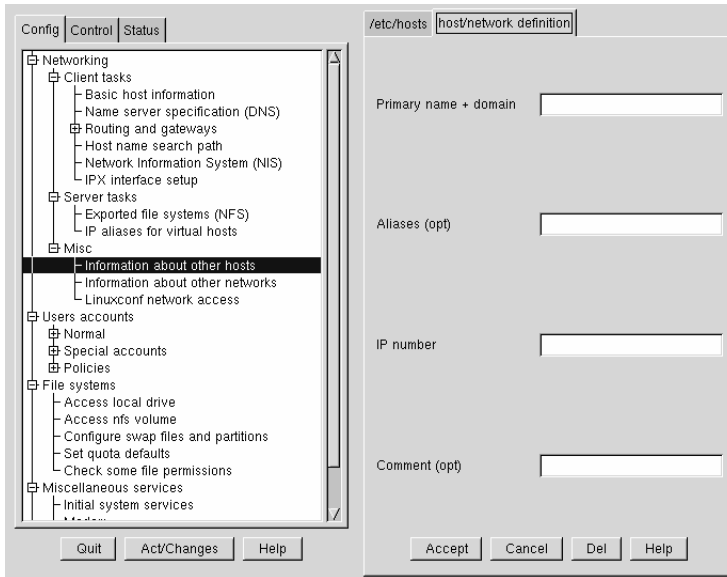 Config Control Status
Networking
Client tasks
Basic host information
Name server specification (DNS)
Routing and gateways
Host name search path
Network Information System (NIS)
IPX interface setup
Server tasks
Exported file systems (NFS)
IP aliases for virtual hosts
Misc
Information about other hosts
Information about other networks
Linuxconf network access
Users accounts
Normal
Special accounts
Policies
File systems
Access local drive
Access nfs volume
Configure swap files and partitions
Set quota defaults
Check some file permissions
Miscellaneous services
Initial system services
Quit Act/Changes Help
/etc/hosts host/network definition
Primary name + domain
Aliases (opt)
IP number
Comment (opt)
Accept Cancel Del Help